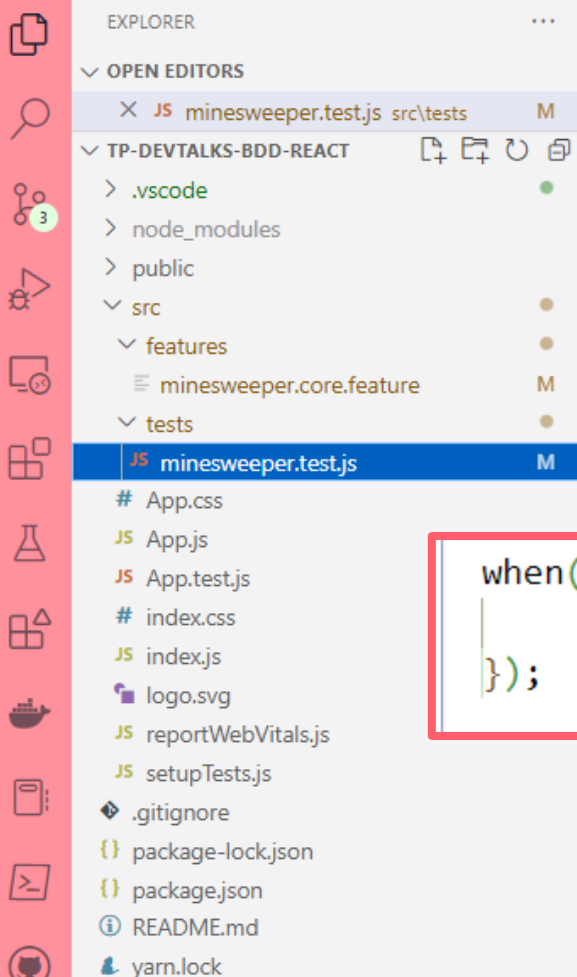 EXPLORER
OPEN EDITORS
JS minesweeper.test.js src\tests M
TP-DEVTALKS-BDD-REACT
.vscode
3
node_modules
public
src
features
minesweeper.core.feature M
tests
JS minesweeper.test.js M
# App.css
JS App.js
JS App.test.js
when(
# index.css
JS index.js
});
logo.svg
JS reportWebVitals.js
JS setupTests.js
.gitignore
{} package-lock.json
{} package.json
README.md
yarn.lock